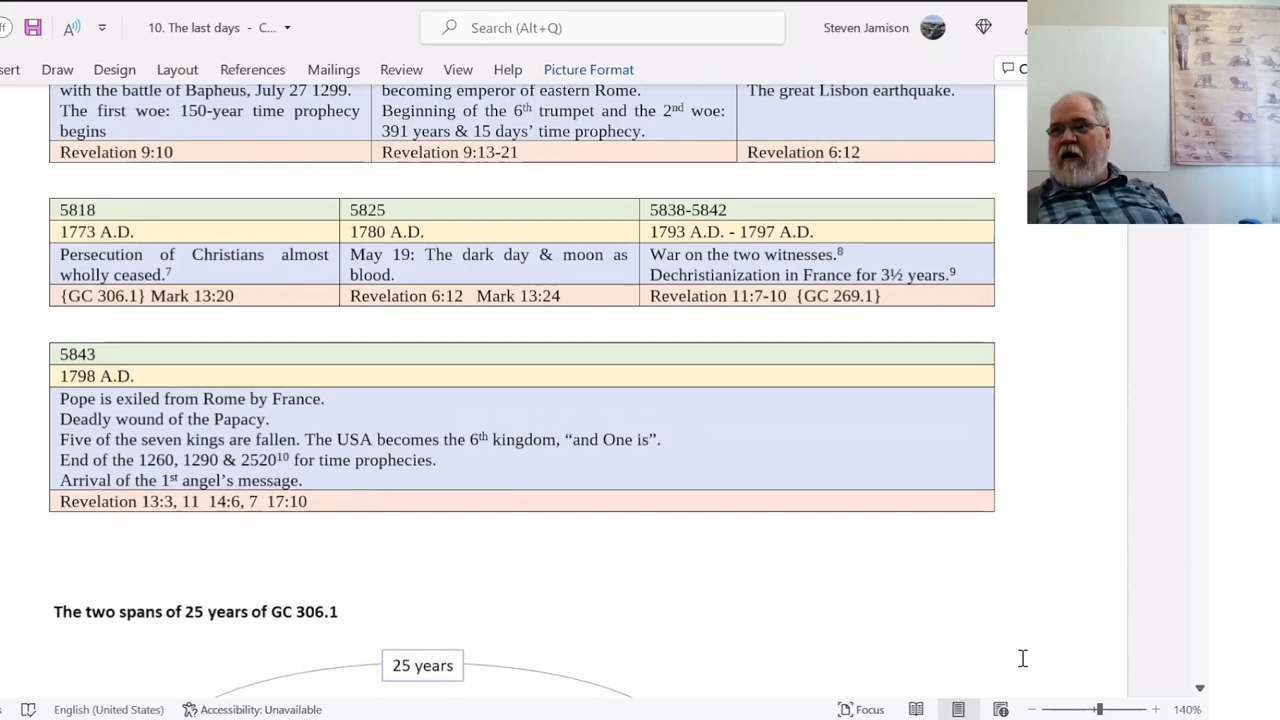 ff
10. The last days - C...
Search (Alt+Q)
Steven Jamison
sert Draw Design Layout References Mailings Review View Help Picture Format C
with the battle of Bapheus, July 27 1299.
The first woe: 150-year time prophecy
begins
Revelation 9:10
becoming emperor of eastern Rome.
Beginning of the 6th trumpet and the 2nd woe:
391 years & 15 days’ time prophecy.
Revelation 9:13-21
The great Lisbon earthquake.
Revelation 6:12
5818
1773 A.D.
Persecution of Christians almost
wholly ceased.7
{GC 306.1} Mark 13:20
5825
1780 A.D.
May 19: The dark day & moon as
blood.
Revelation 6:12 Mark 13:24
5838-5842
1793 A.D. - 1797 A.D.
War on the two witnesses.8
Dechristianization in France for 3½ years.9
Revelation 11:7-10 {GC 269.1}
5843
1798 A.D.
Pope is exiled from Rome by France.
Deadly wound of the Papacy.
Five of the seven kings are fallen. The USA becomes the 6th kingdom, “and One is”.
End of the 1260, 1290 & 252010 for time prophecies.
Arrival of the 1st angel’s message.
Revelation 13:3, 11 14:6, 7 17:10
The two spans of 25 years of GC 306.1
25 years
s English (United States) Accessibility: Unavailable Focus 140%